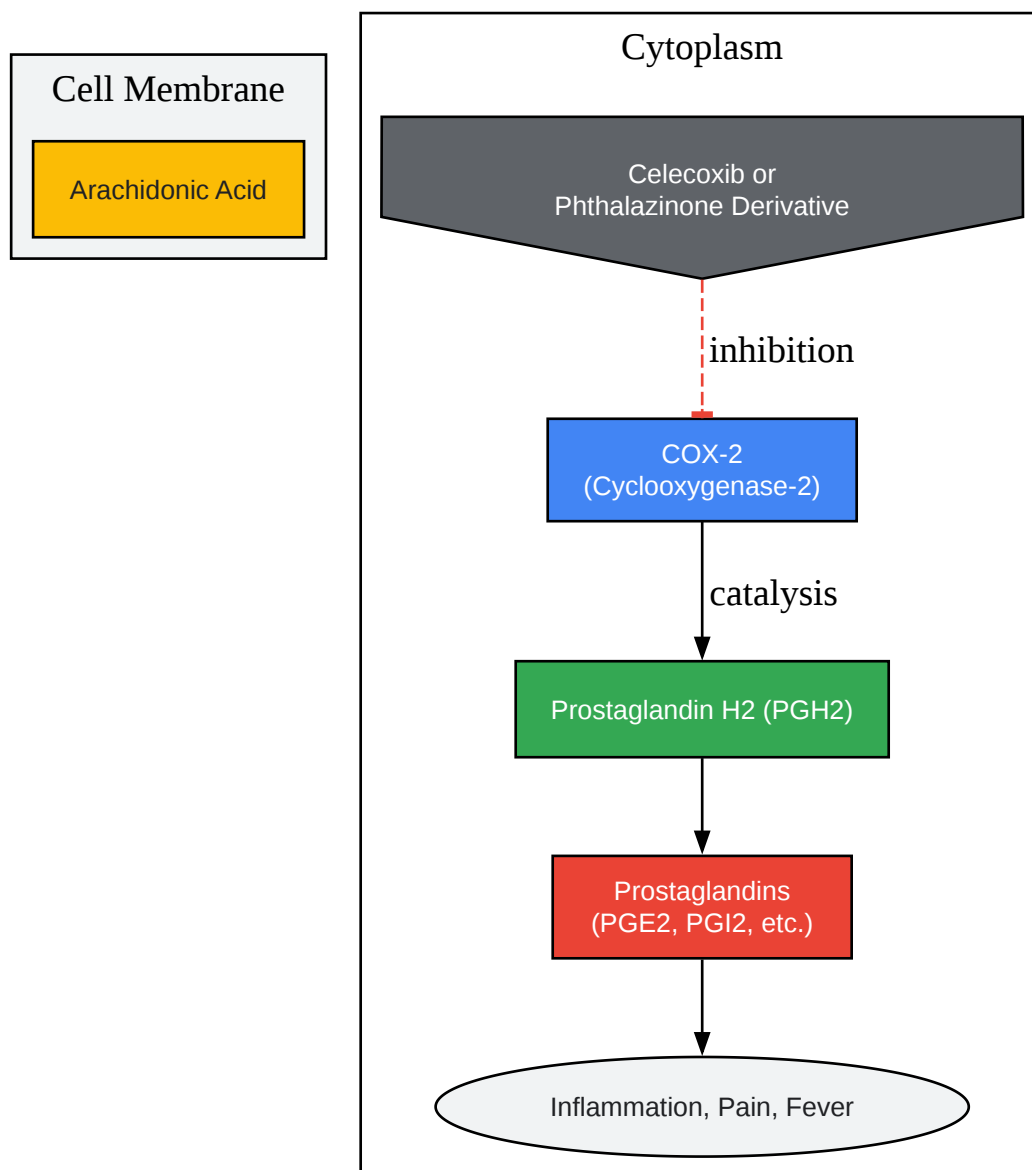 Cell Membrane
Arachidonic Acid
Cytoplasm
Celecoxib or
Phthalazinone Derivative
inhibition
COX-2
(Cyclooxygenase-2)
catalysis
Prostaglandin H2 (PGH2)
Prostaglandins
(PGE2, PGI2, etc.)
Inflammation, Pain, Fever